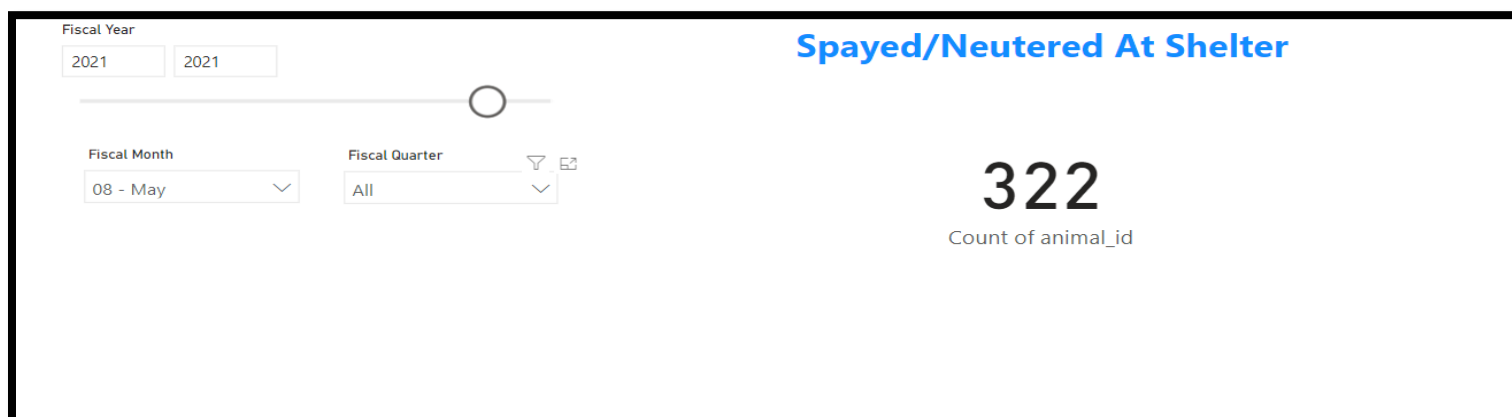 Fiscal Year
2021 2021
Spayed/Neutered At Shelter
Fiscal Month
08 - May
Fiscal Quarter
All
322
Count of animal_id